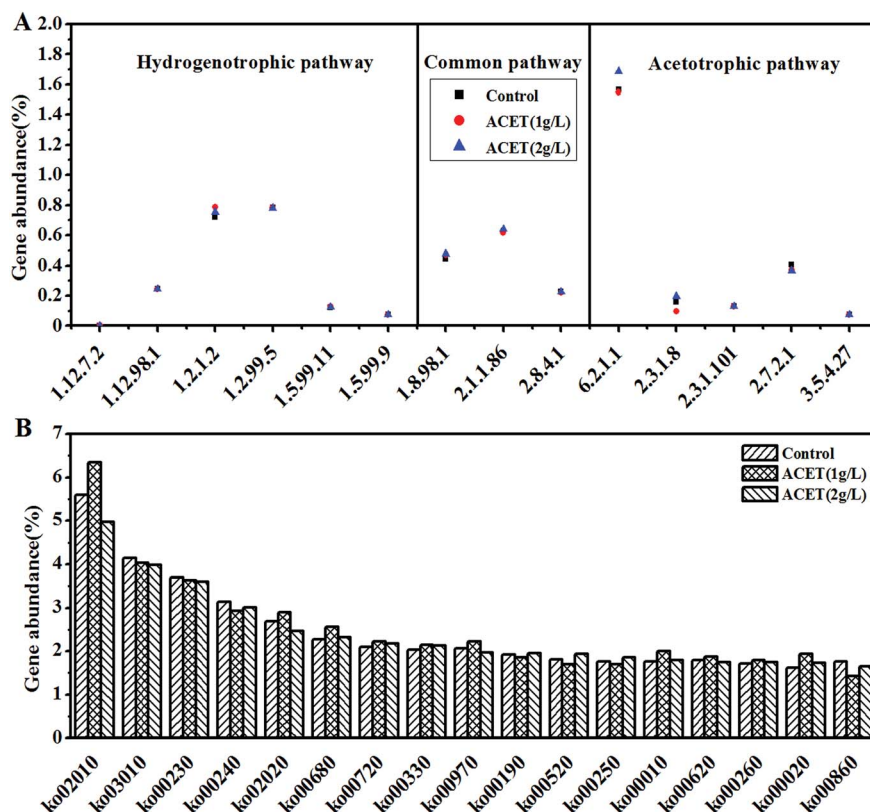 A
2.0
1.8
1.6
1.4
1.2
1.0
0.8
0.6
0.4
0.2
0
Gene abundance(%)
Hydrogenotrophic pathway
Common pathway
Acetotrophic pathway
Control
ACET(1g/L)
ACET(2g/L)
1.12.7.2
1.12.98.1
1.2.1.2
1.2.99.5
1.5.99.11
1.5.99.9
1.8.98.1
2.1.1.86
2.8.4.1
6.2.1.1
2.3.1.8
2.3.1.101
2.7.2.1
3.5.4.27
B
7
6
5
4
3
2
1
0
Gene abundance(%)
Control
ACET(1g/L)
ACET(2g/L)
ko02010
ko03010
ko00230
ko00240
ko02020
ko00680
ko00720
ko00330
ko00970
ko00190
ko00520
ko00250
ko00010
ko00620
ko00260
ko00020
ko00860